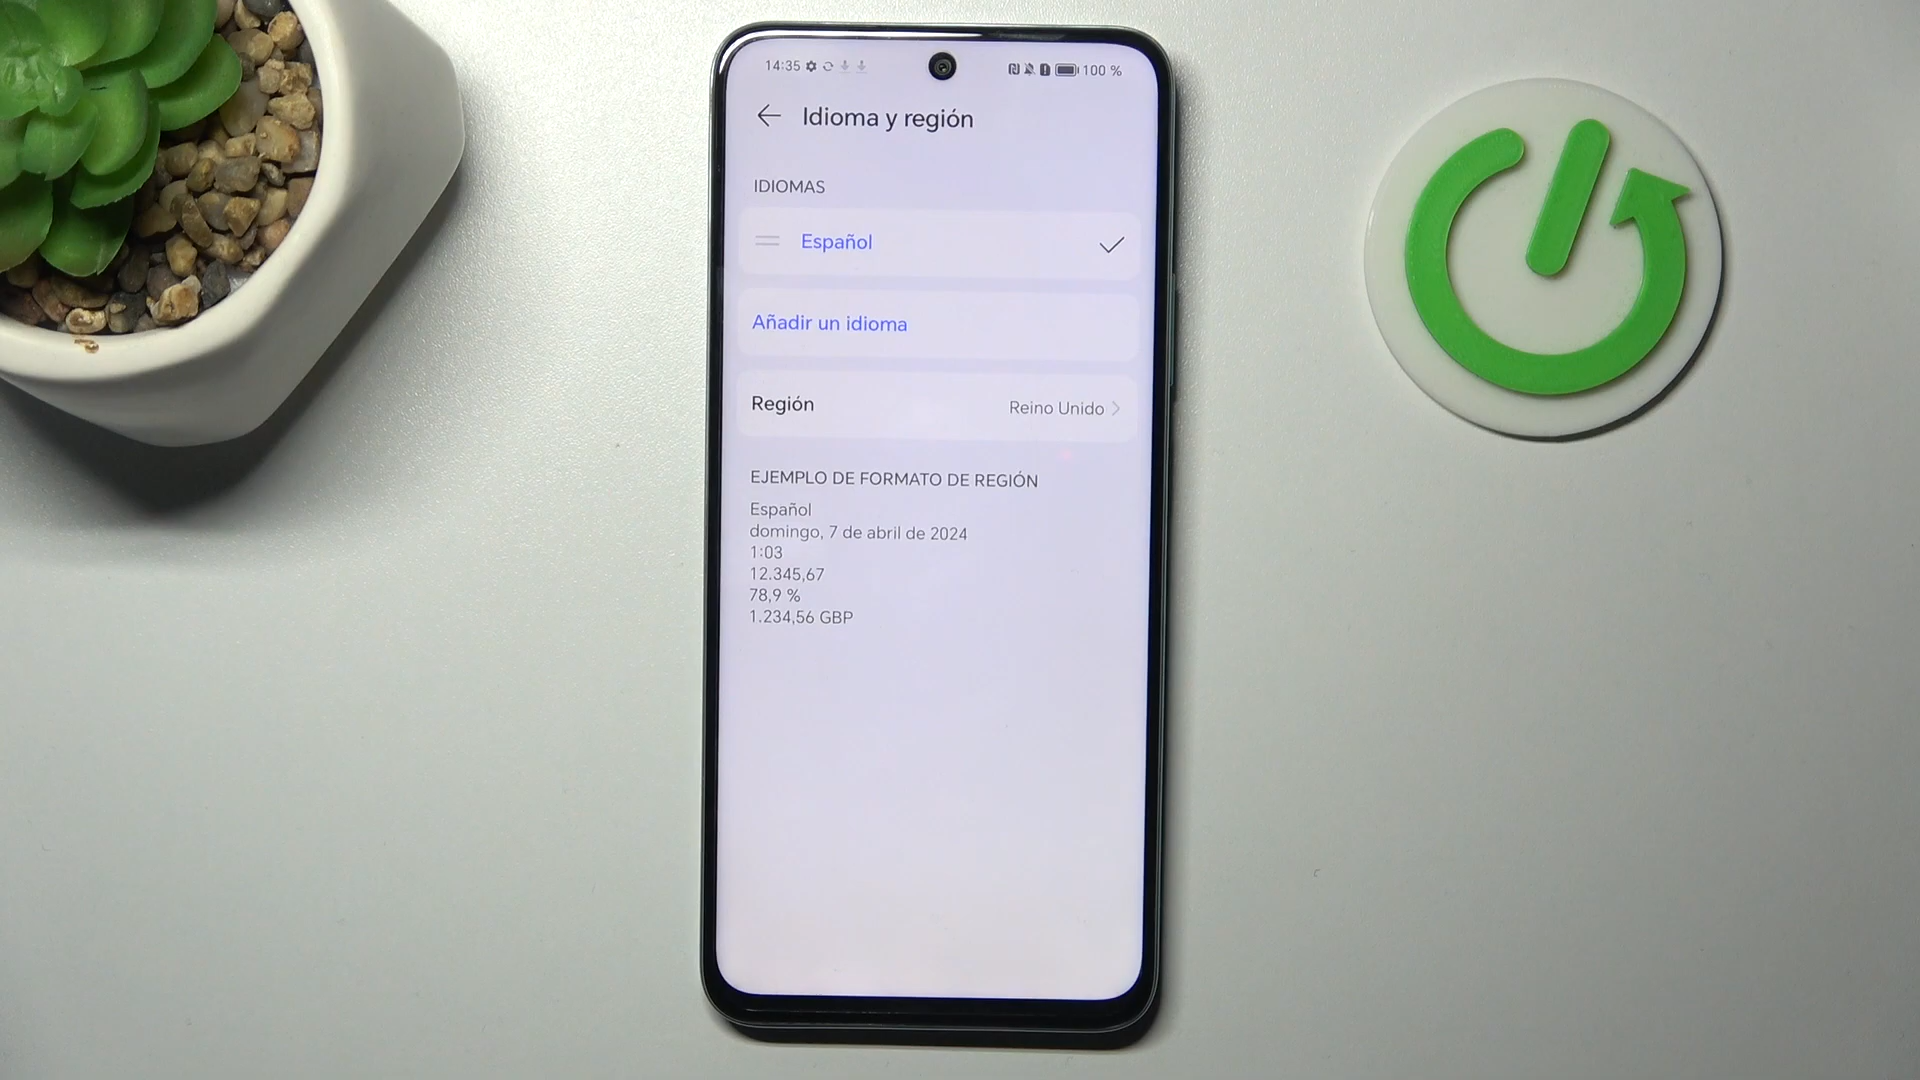 14:35 100 %
Idioma y región
IDIOMAS
Español
Añadir un idioma
Región Reino Unido
EJEMPLO DE FORMATO DE REGIÓN
Español
domingo, 7 de abril de 2024
1:03
12.345,67
78,9 %
1.234,56 GBP